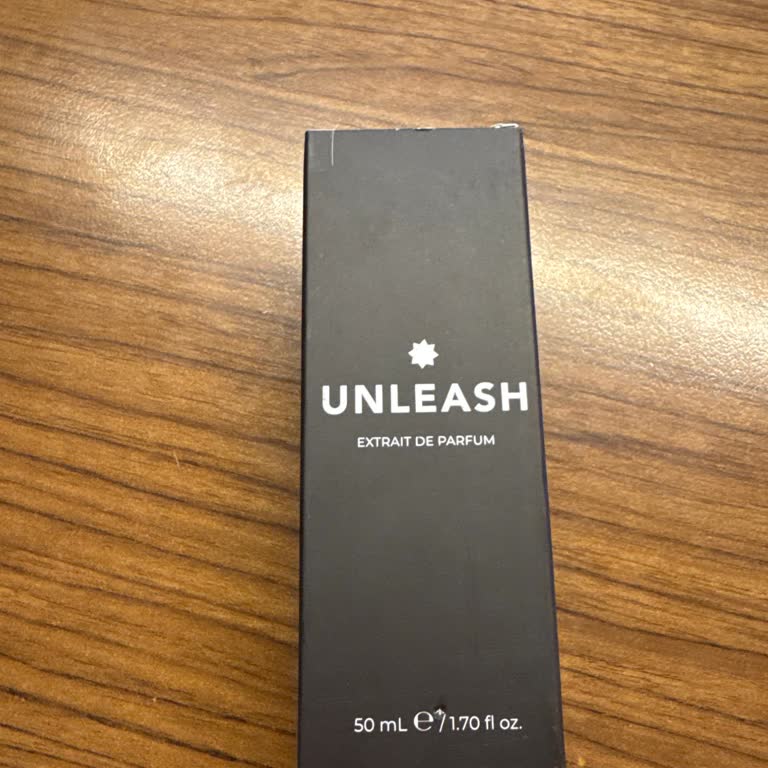 UNLEASH
EXTRAIT DE PARFUM
50 mL ℮ / 1.70 fl oz.